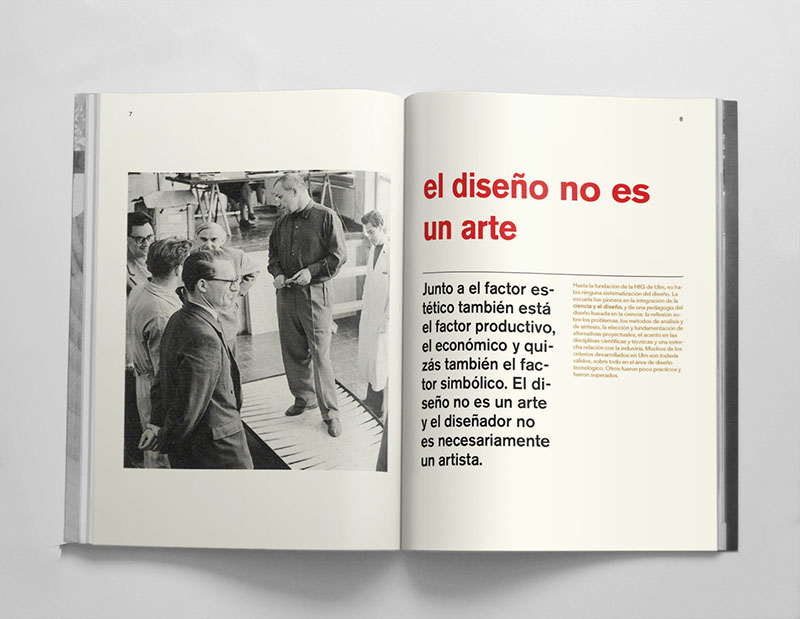 7
8
el diseño no es
un arte
Junto a el factor es-
tético también está
el factor productivo,
el económico y qui-
zás también el fac-
tor simbólico. El di-
seño no es un arte
y el diseñador no
es necesariamente
un artista.
Hasta la fundación de la HfG de Ulm, no ha-
bía ninguna sistematización del diseño. La
escuela fue pionera en la integración de la
ciencia y el diseño, y de una pedagogía del
diseño basada en la ciencia: la reflexión so-
bre los problemas, los métodos de análisis y
de síntesis, la elección y fundamentación de
alternativas proyectuales, el acento en las
disciplinas científicas y técnicas y una estre-
cha relación con la industria. Muchos de los
criterios desarrollados en Ulm son todavía
válidos, sobre todo en el área de diseño
tecnológico. Otros fueron poco prácticos y
fueron superados.